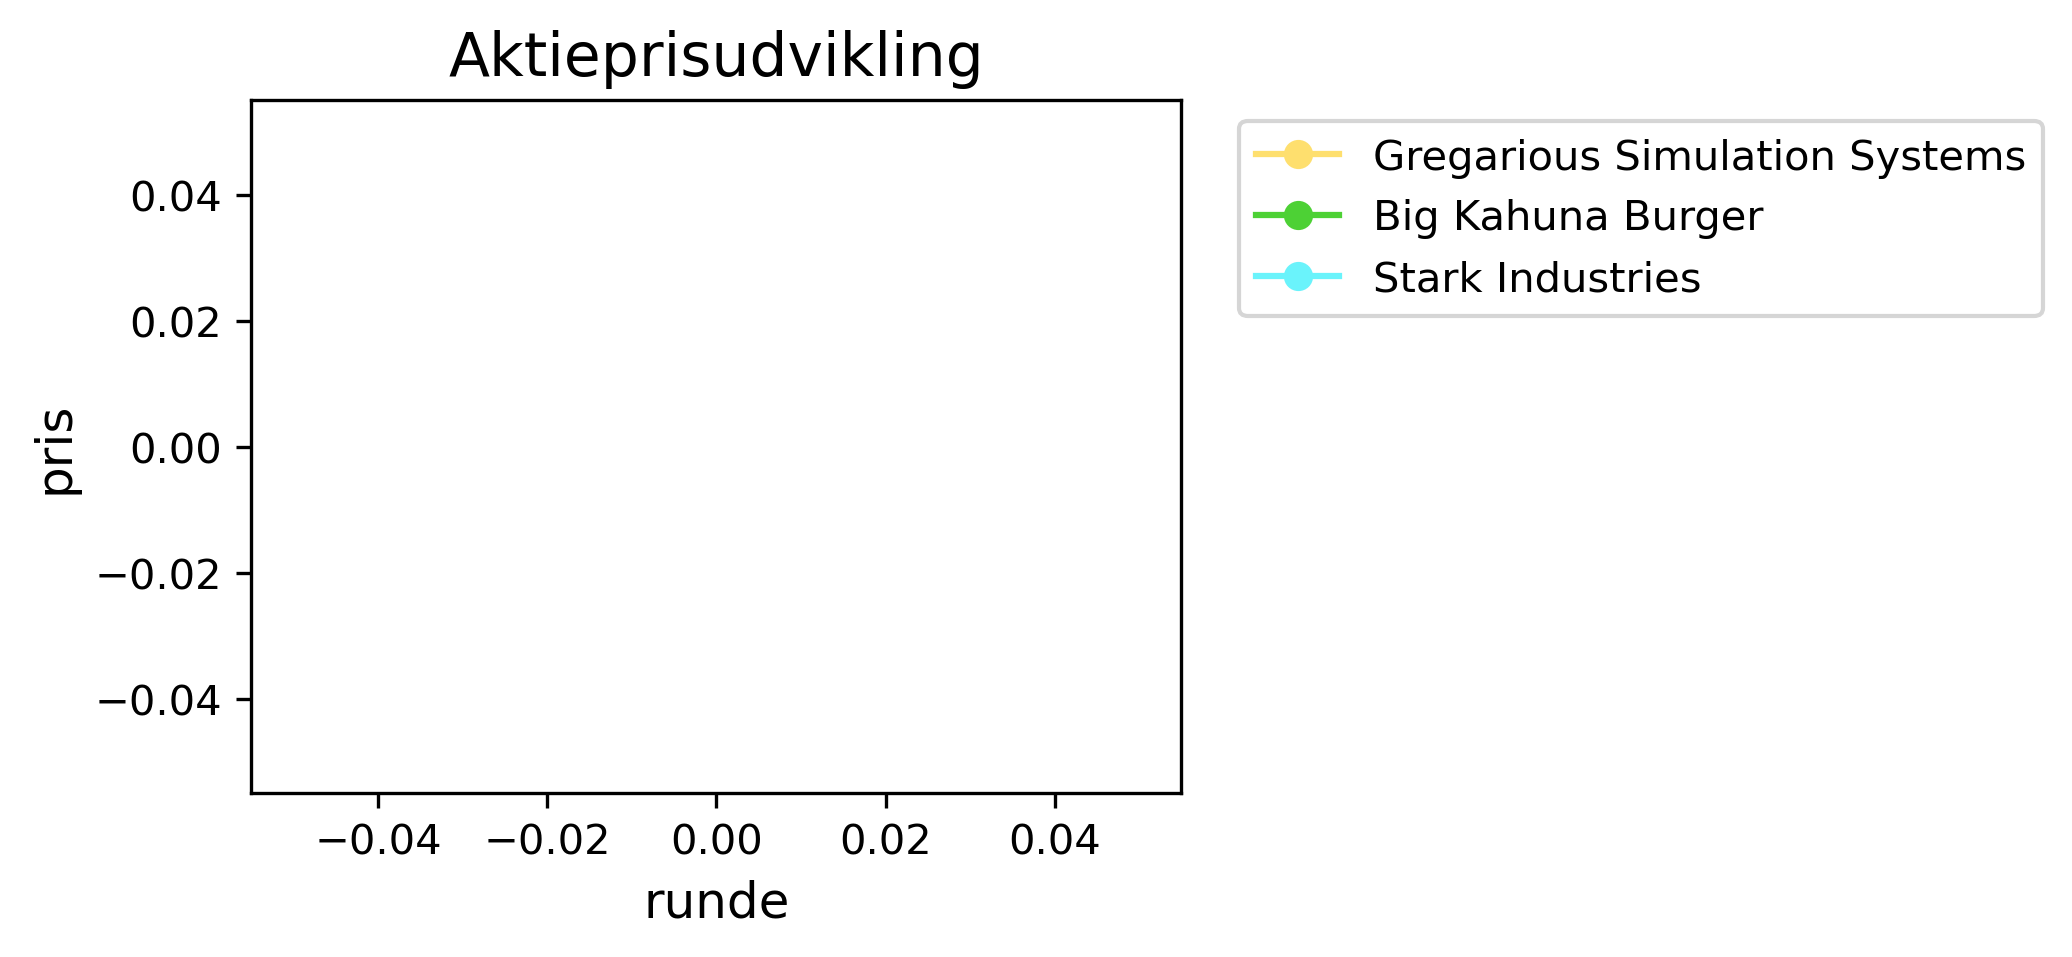 Aktieprisudvikling
pris
0.04
0.02
0.00
−0.02
−0.04
−0.04 −0.02 0.00 0.02 0.04
runde
Gregarious Simulation Systems
Big Kahuna Burger
Stark Industries